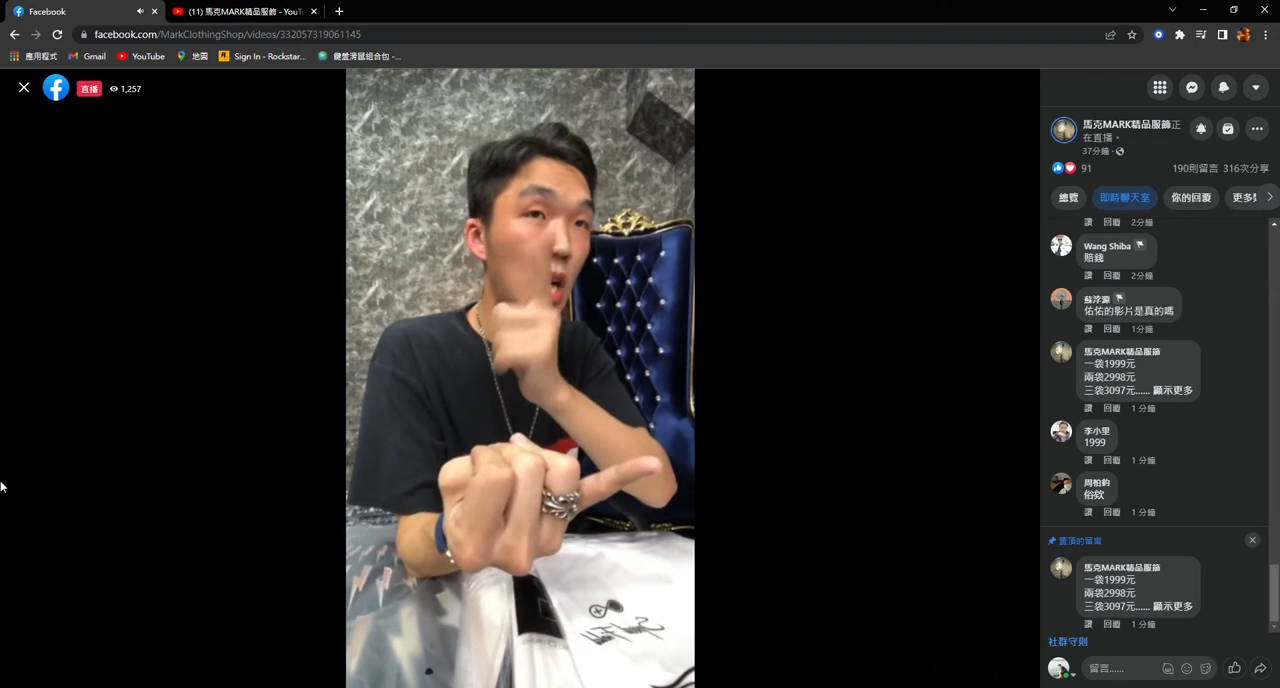 Facebook
(11) 馬克MARK精品服飾 - YouTu
facebook.com/MarkClothingShop/videos/332057319061145
應用程式
Gmail
YouTube
地圖
Sign In - Rockstar...
鍵盤滑鼠組合包 -...
直播
1,257
馬克MARK精品服飾正
在直播。
37分鐘 ·
91
190則留言 316次分享
總覽
即時聊天室
你的回覆
更多影
讚 回覆 2分鐘
Wang Shiba
賠錢
讚 回覆 2分鐘
蘇浡源
佑佑的影片是真的嗎
讚 回覆 1分鐘
馬克MARK精品服飾
一袋1999元
兩袋2998元
三袋3097元...... 顯示更多
讚 回覆 1 分鐘
李小里
1999
讚 回覆 1 分鐘
周柏鈞
俗欸
讚 回覆 1 分鐘
置頂的留言
馬克MARK精品服飾
一袋1999元
兩袋2998元
三袋3097元...... 顯示更多
讚 回覆 1 分鐘
社群守則
留言......